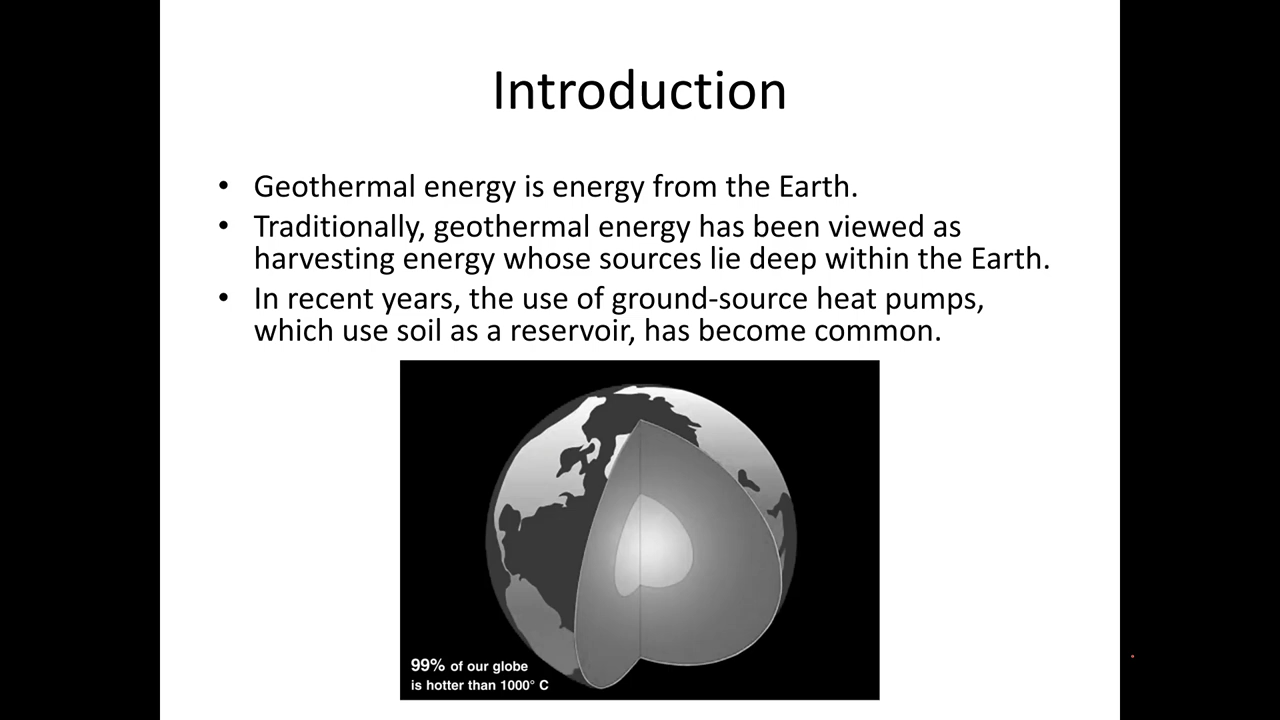 Introduction
• Geothermal energy is energy from the Earth.
• Traditionally, geothermal energy has been viewed as
harvesting energy whose sources lie deep within the Earth.
• In recent years, the use of ground-source heat pumps,
which use soil as a reservoir, has become common.
99% of our globe
is hotter than 1000° C